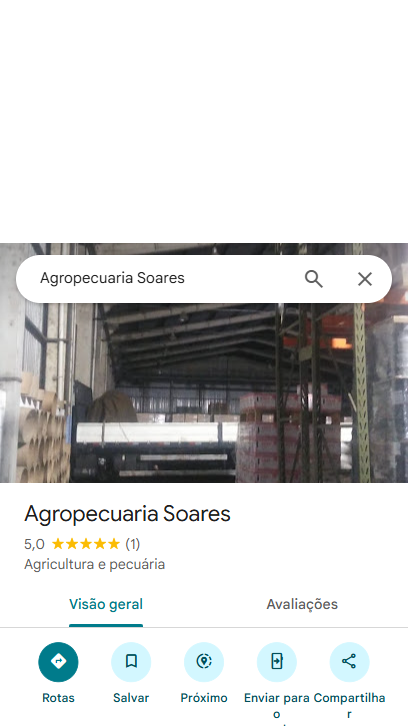 Agropecuaria Soares
Agropecuaria Soares
5,0 (1)
Agricultura e pecuária
Visão geral Avaliações
Rotas Salvar Próximo Enviar para o Compartilhar